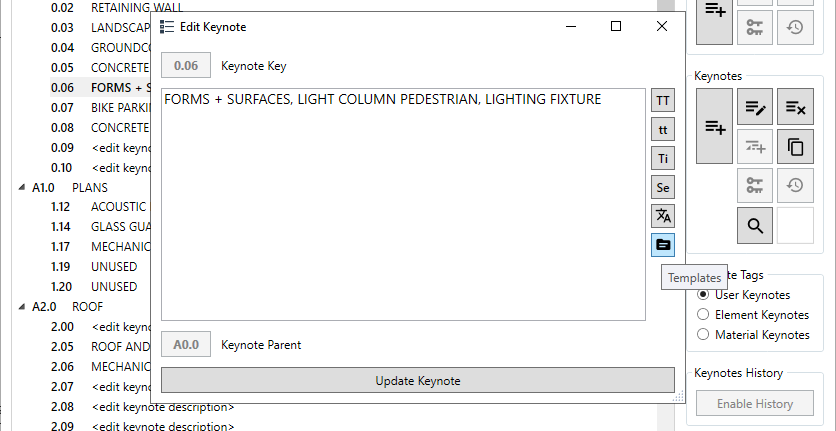 0.02 RETAINING WALL
0.03 LANDSCAP
0.04 GROUNDCO
0.05 CONCRETE
0.06 FORMS + S
0.07 BIKE PARKIN
0.08 CONCRETE
0.09 <edit keyno
0.10 <edit keyno
A1.0 PLANS
1.12 ACOUSTIC
1.14 GLASS GUA
1.17 MECHANIC
1.19 UNUSED
1.20 UNUSED
A2.0 ROOF
2.00 <edit keyno
2.05 ROOF AND
2.06 MECHANIC
2.07 <edit keyno
2.08 <edit keynote description>
2.09 <edit keynote description>
Edit Keynote
0.06 Keynote Key
FORMS + SURFACES, LIGHT COLUMN PEDESTRIAN, LIGHTING FIXTURE
TT
tt
Ti
Se
Templates
A0.0 Keynote Parent
Update Keynote
Keynotes
te Tags
User Keynotes
Element Keynotes
Material Keynotes
Keynotes History
Enable History